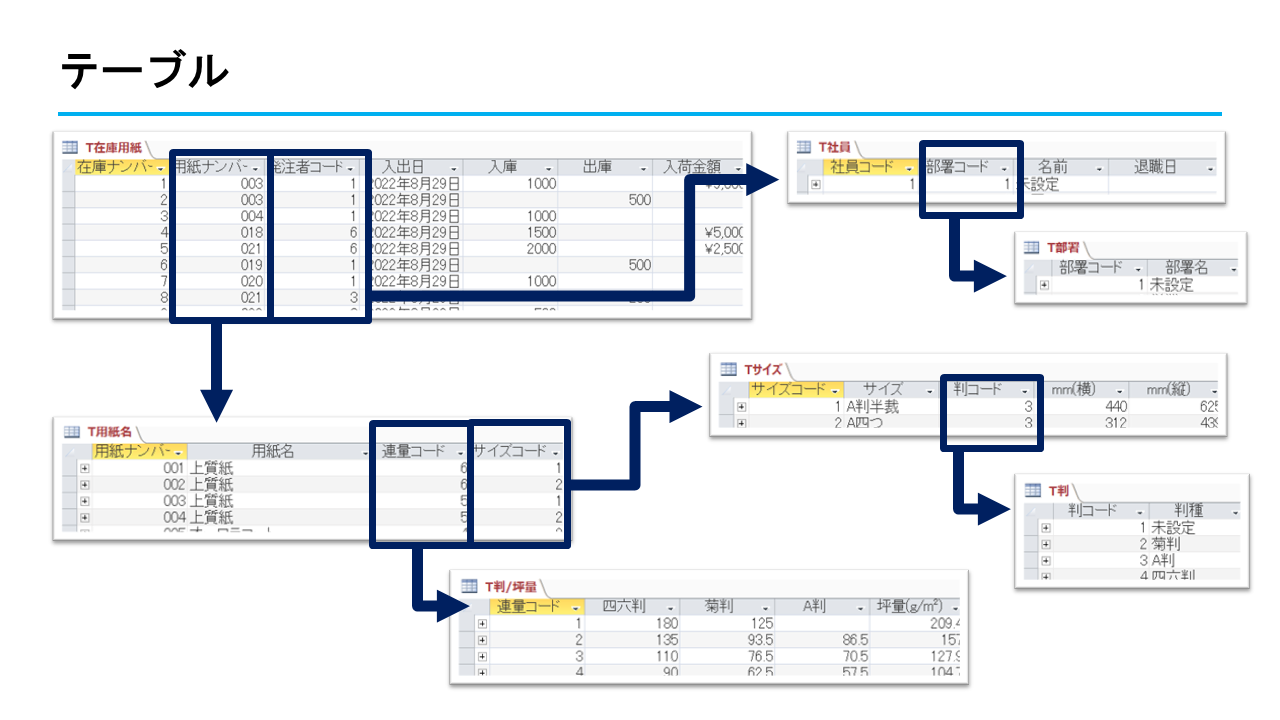 テーブル
T在庫用紙
在庫ナンバー 用紙ナンバー 発注者コード 入出日 入庫 出庫 入荷金額
1 003 1 2022年8月29日 1000
2 003 1 2022年8月29日 500
3 004 1 2022年8月29日 1000
4 018 6 2022年8月29日 1500 ¥5,000
5 021 6 2022年8月29日 2000 ¥2,500
6 019 1 2022年8月29日 500
7 020 1 2022年8月29日 1000
8 021 3
T社員
社員コード 部署コード 名前 退職日
1 1 未設定
T部署
部署コード 部署名
1 未設定
Tサイズ
サイズコード サイズ 判コード mm(横) mm(縦)
1 A判半裁 3 440 625
2 A四つ 3 312 439
T用紙名
用紙ナンバー 用紙名 連量コード サイズコード
001 上質紙 6 1
002 上質紙 6 2
003 上質紙 5 1
004 上質紙 5 2
T判
判コード 判種
1 未設定
2 菊判
3 A判
4 四六判
T判/坪量
連量コード 四六判 菊判 A判 坪量(g/m²)
1 180 125 209.4
2 135 93.5 86.5 157
3 110 76.5 70.5 127.9
4 90 62.5 57.5 104.7